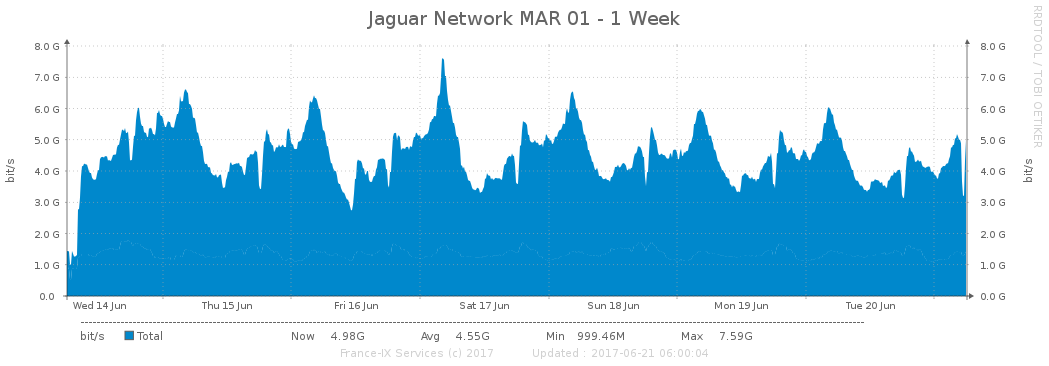 Jaguar Network MAR 01 - 1 Week
RRDTOOL / TOBI OETIKER
bit/s
bit/s
8.0 G 8.0 G
7.0 G 7.0 G
6.0 G 6.0 G
5.0 G 5.0 G
4.0 G 4.0 G
3.0 G 3.0 G
2.0 G 2.0 G
1.0 G 1.0 G
0.0 0.0 G
Wed 14 Jun Thu 15 Jun Fri 16 Jun Sat 17 Jun Sun 18 Jun Mon 19 Jun Tue 20 Jun
bit/s Total Now 4.98G Avg 4.55G Min 999.46M Max 7.59G
France-IX Services (c) 2017 Updated : 2017-06-21 06:00:04